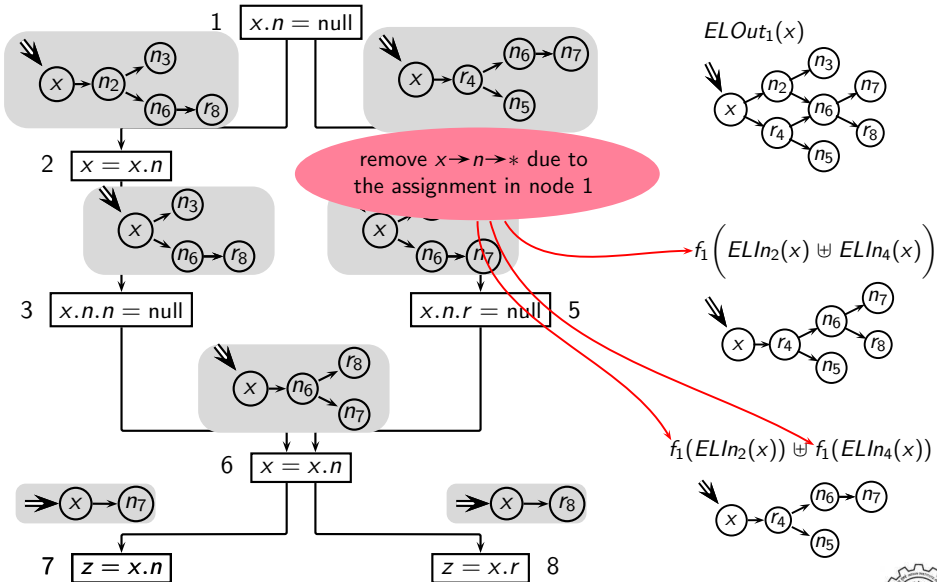 1 x.n = null
ELOut₁(x)
x n₂ n₃ n₆ r₈
x r₄ n₆ n₇ n₅
x n₂ n₃ n₆ n₇ r₄ r₈ n₅
2 x = x.n
remove x→n→* due to
the assignment in node 1
x n₃ n₆ r₈
x n₆ n₇
f₁(ELIn₂(x) ⊎ ELIn₄(x))
3 x.n.n = null
x.n.r = null 5
x r₄ n₆ n₇ r₈ n₅
x n₆ r₈ n₇
f₁(ELIn₂(x)) ⊎ f₁(ELIn₄(x))
6 x = x.n
x n₇
x r₈
x r₄ n₆ n₇ n₅
7 z = x.n
z = x.r 8